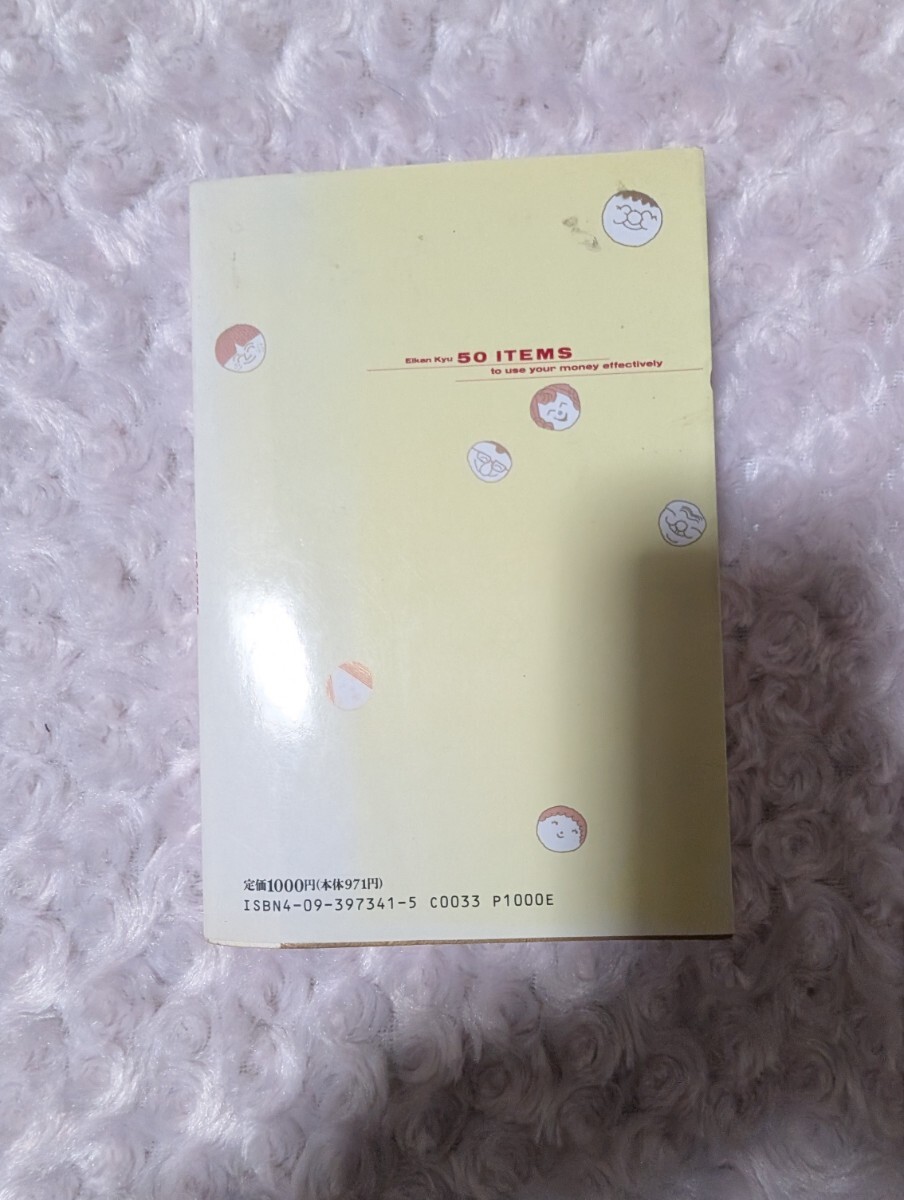 Eikan Kyu 50 ITEMS
to use your money effectively
定価1000円(本体971円)
ISBN4-09-397341-5 C0033 P1000E